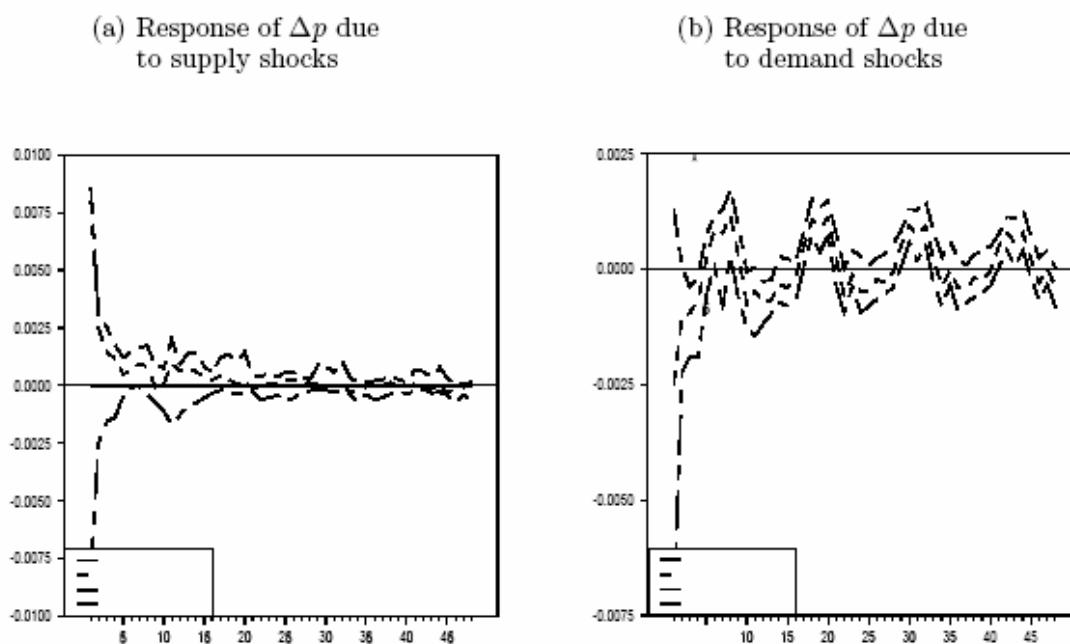 (a) Response of Δp due
to supply shocks
(b) Response of Δp due
to demand shocks
0.0100
0.0075
0.0050
0.0025
0.0000
-0.0025
-0.0050
-0.0075
-0.0100
5 10 15 20 25 30 35 40 45
0.0025
0.0000
-0.0025
-0.0050
-0.0075
10 15 20 25 30 35 40 45